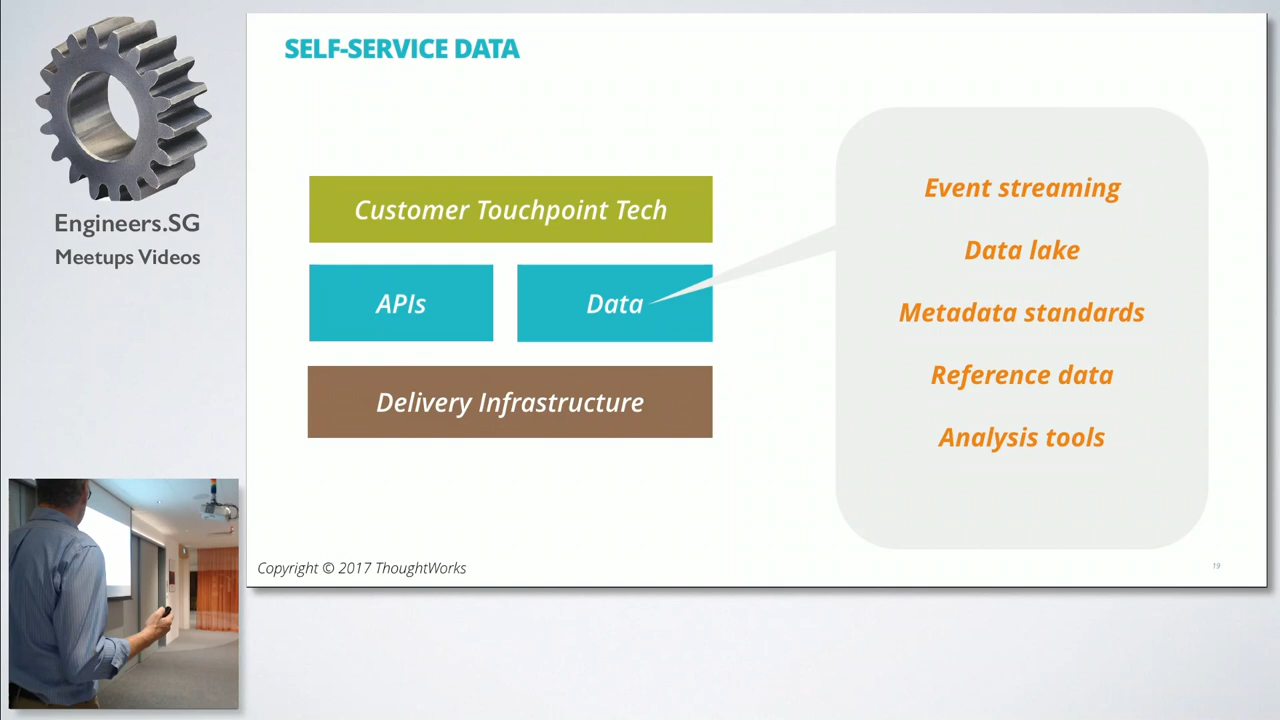 Engineers.SG
Meetups Videos
SELF-SERVICE DATA
Customer Touchpoint Tech
APIs
Data
Delivery Infrastructure
Event streaming
Data lake
Metadata standards
Reference data
Analysis tools
Copyright © 2017 ThoughtWorks
19